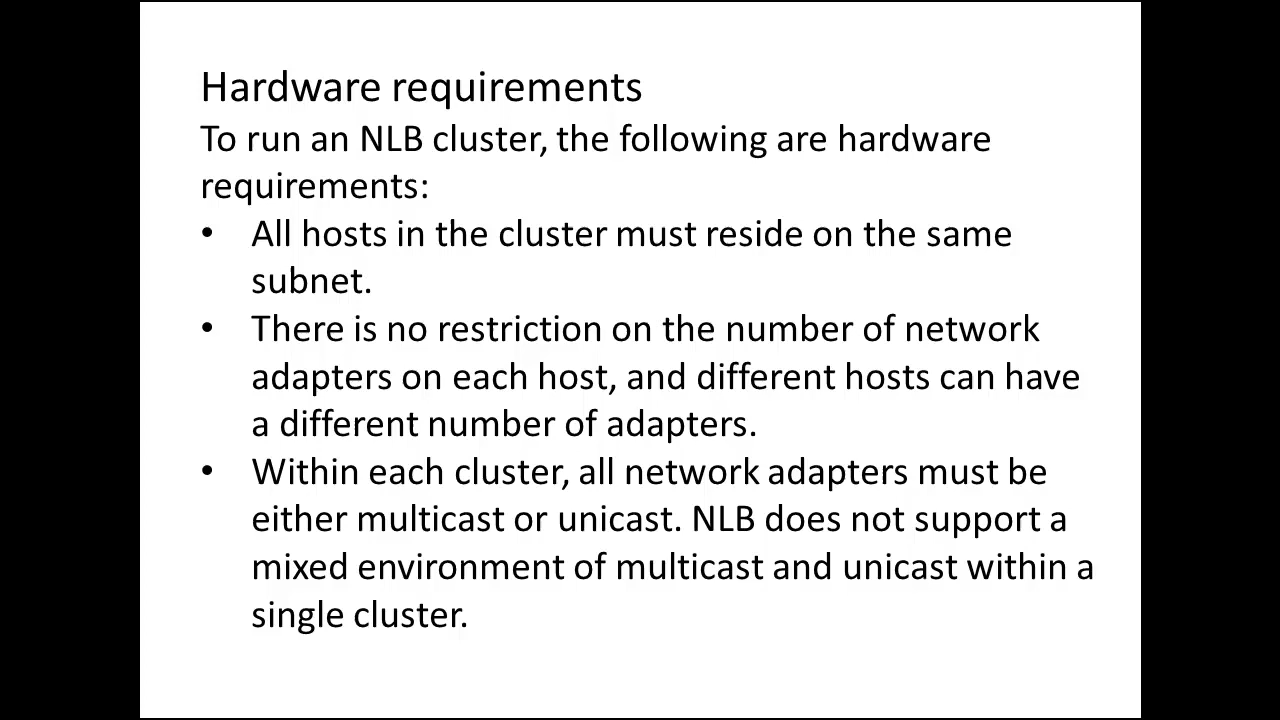 Hardware requirements
To run an NLB cluster, the following are hardware
requirements:
• All hosts in the cluster must reside on the same
subnet.
• There is no restriction on the number of network
adapters on each host, and different hosts can have
a different number of adapters.
• Within each cluster, all network adapters must be
either multicast or unicast. NLB does not support a
mixed environment of multicast and unicast within a
single cluster.